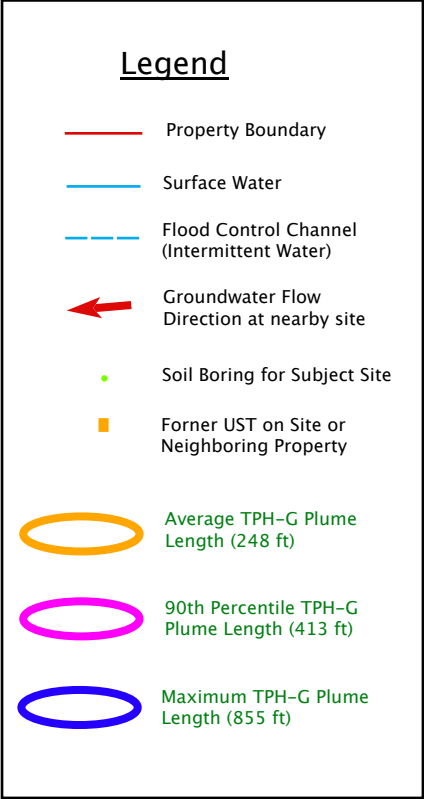 Legend
Property Boundary
Surface Water
Flood Control Channel
(Intermittent Water)
Groundwater Flow
Direction at nearby site
Soil Boring for Subject Site
Forner UST on Site or
Neighboring Property
Average TPH-G Plume
Length (248 ft)
90th Percentile TPH-G
Plume Length (413 ft)
Maximum TPH-G Plume
Length (855 ft)